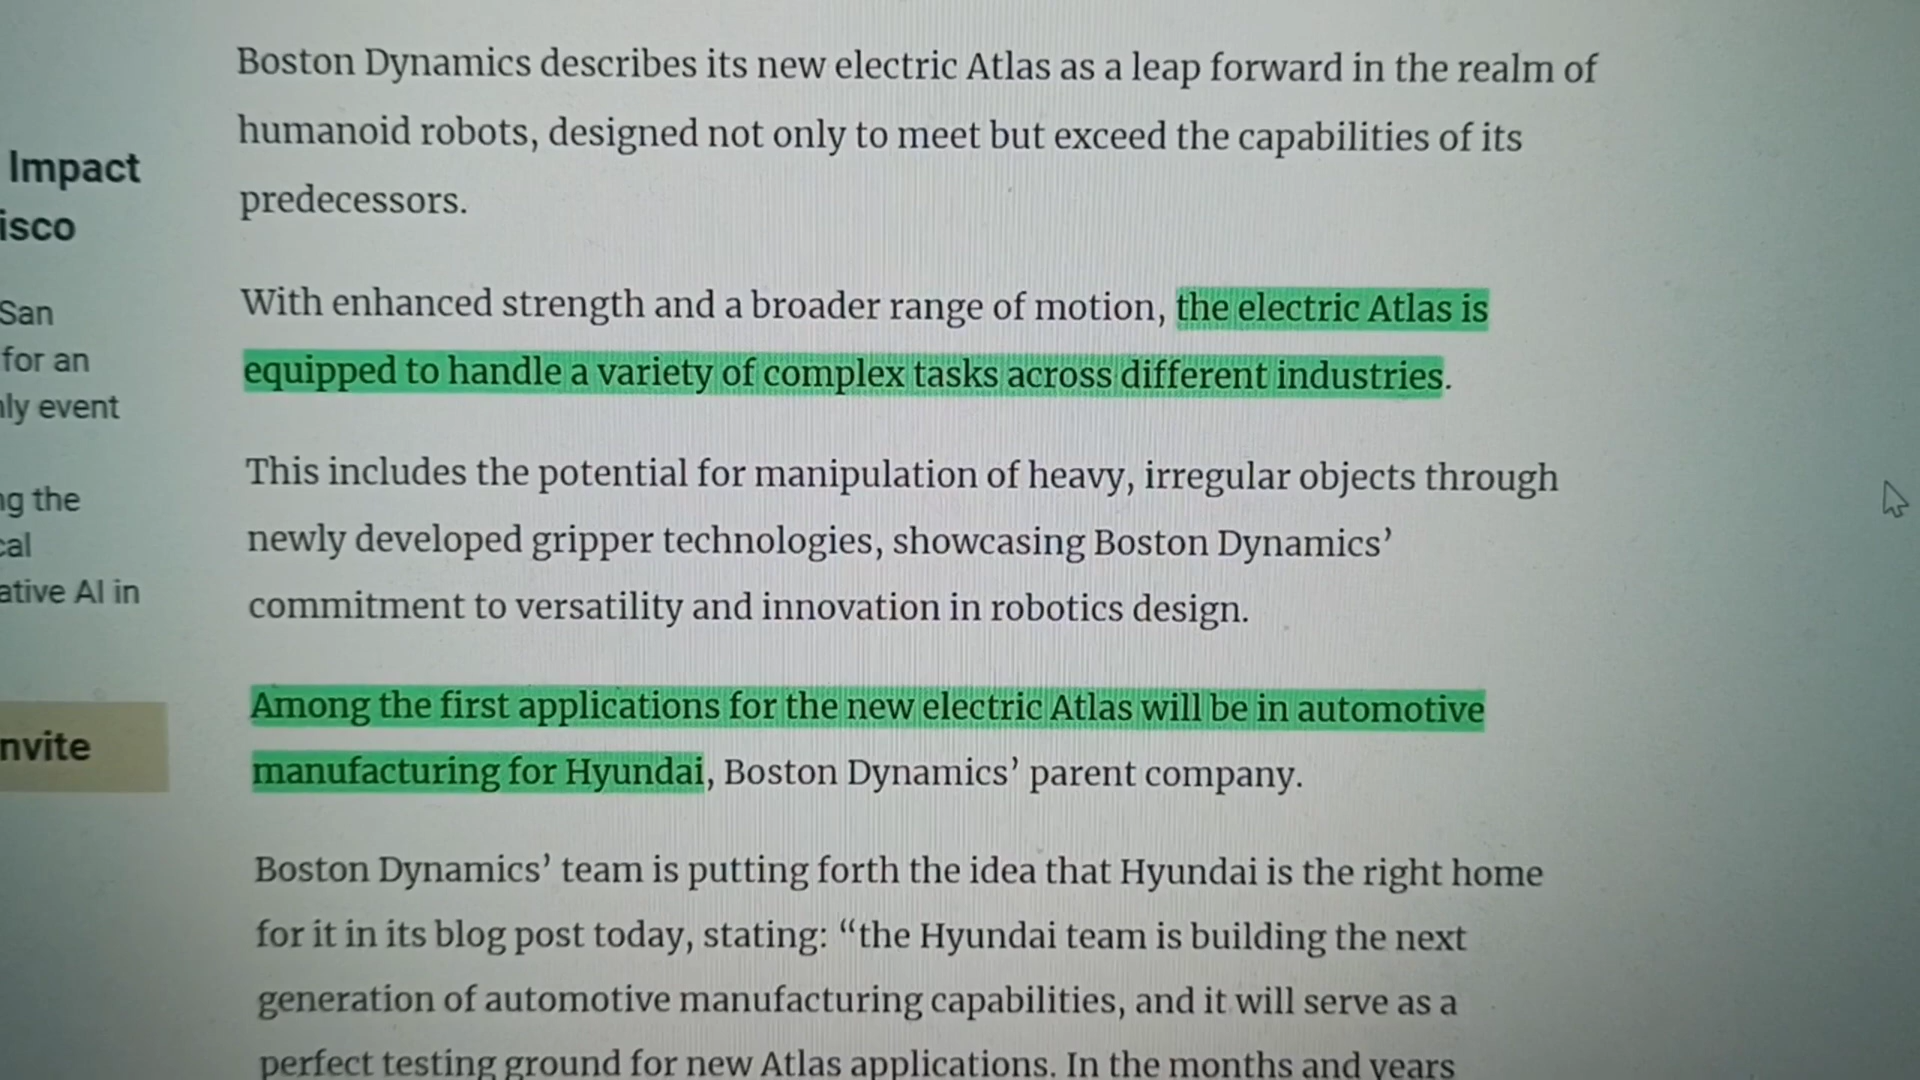 Impact
isco
San
for an
nly event
ng the
cal
ative AI in
nvite
Boston Dynamics describes its new electric Atlas as a leap forward in the realm of
humanoid robots, designed not only to meet but exceed the capabilities of its
predecessors.
With enhanced strength and a broader range of motion, the electric Atlas is
equipped to handle a variety of complex tasks across different industries.
This includes the potential for manipulation of heavy, irregular objects through
newly developed gripper technologies, showcasing Boston Dynamics’
commitment to versatility and innovation in robotics design.
Among the first applications for the new electric Atlas will be in automotive
manufacturing for Hyundai, Boston Dynamics’ parent company.
Boston Dynamics’ team is putting forth the idea that Hyundai is the right home
for it in its blog post today, stating: “the Hyundai team is building the next
generation of automotive manufacturing capabilities, and it will serve as a
perfect testing ground for new Atlas applications. In the months and years